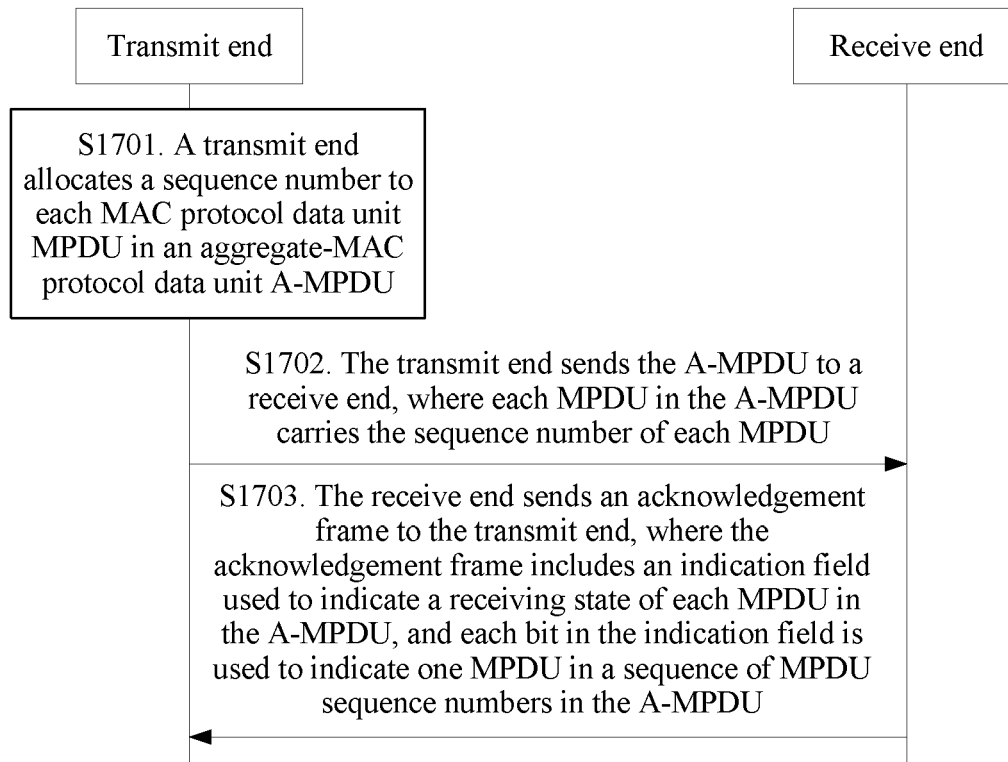 Transmit end
Receive end
S1701. A transmit end
allocates a sequence number to
each MAC protocol data unit
MPDU in an aggregate-MAC
protocol data unit A-MPDU
S1702. The transmit end sends the A-MPDU to a
receive end, where each MPDU in the A-MPDU
carries the sequence number of each MPDU
S1703. The receive end sends an acknowledgement
frame to the transmit end, where the
acknowledgement frame includes an indication field
used to indicate a receiving state of each MPDU in
the A-MPDU, and each bit in the indication field is
used to indicate one MPDU in a sequence of MPDU
sequence numbers in the A-MPDU